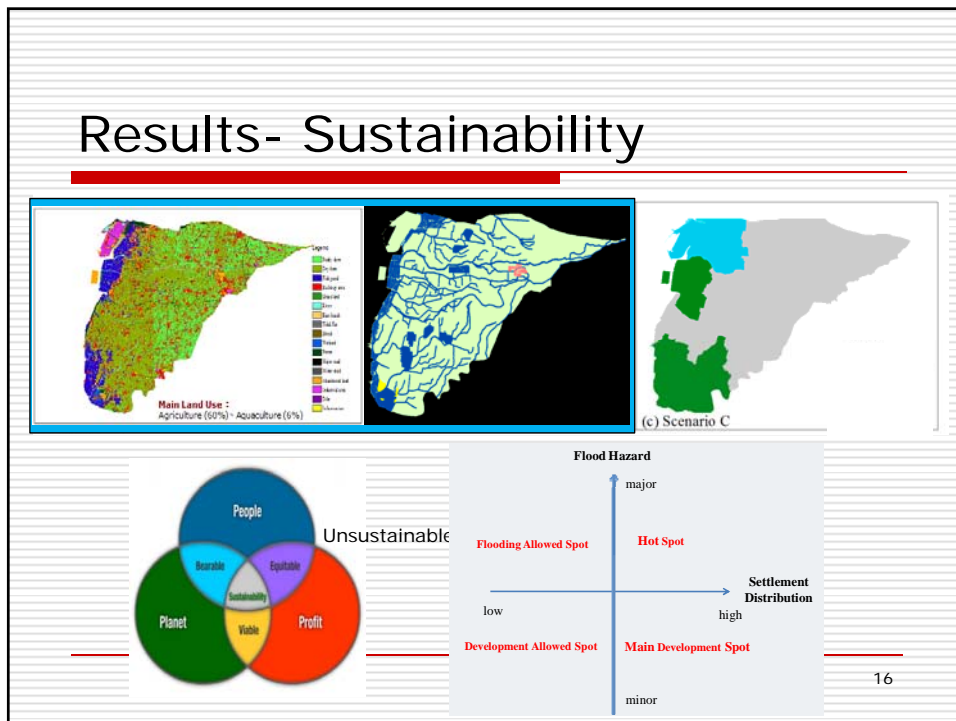 Results- Sustainability
Main Land Use：
Agriculture (60%)、Aquaculture (6%)
(c) Scenario C
People
Bearable
Equitable
Sustainability
Planet
Viable
Profit
Unsustainable
Flood Hazard
major
Flooding Allowed Spot
Hot Spot
Settlement
Distribution
low
high
Development Allowed Spot
Main Development Spot
minor
16